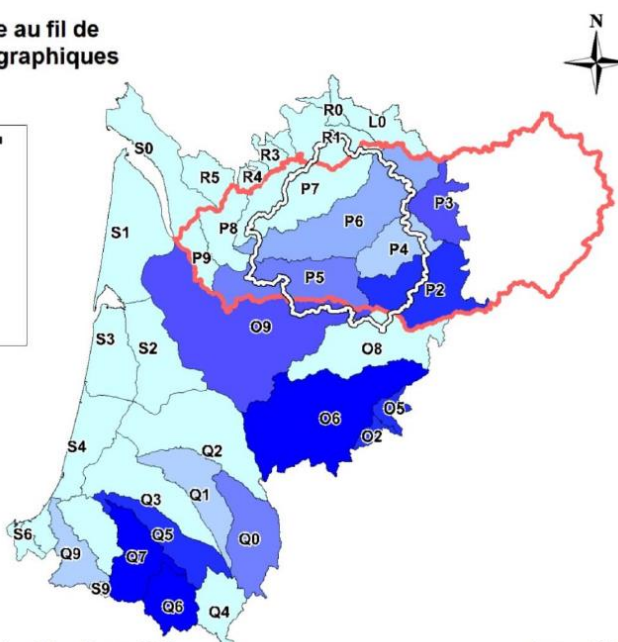 e au fil de
graphiques
N
R0
L0
R1
S0
R3
R5
R4
P7
P3
P8
P6
S1
P4
P9
P5
P2
O9
S3
S2
O8
O6
O5
O2
S4
Q2
Q1
Q3
Q5
Q0
S6
Q9
Q7
S9
Q6
Q4